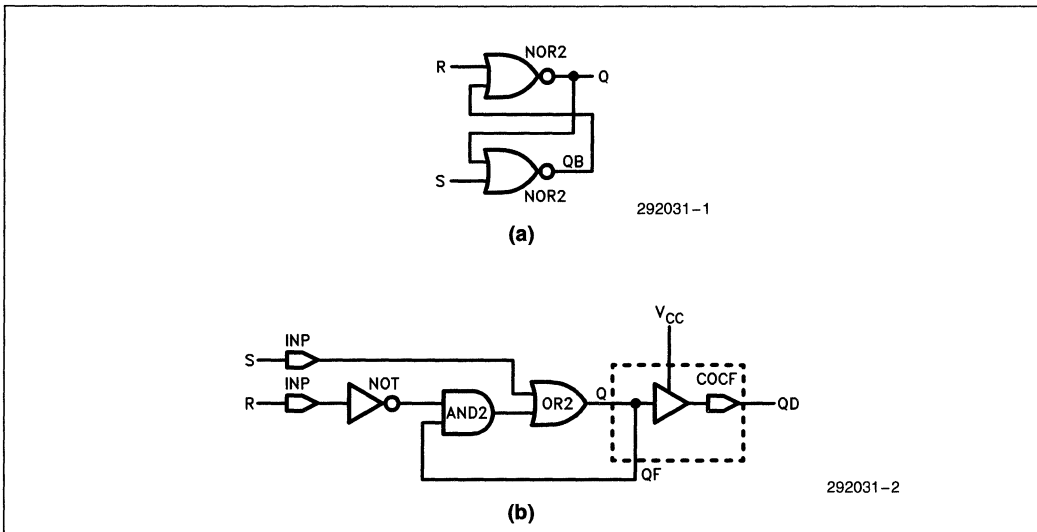 NOR2
R
Q
QB
S
NOR2
292031-1
(a)
VCC
S
INP
COCF
R
INP
NOT
AND2
OR2
Q
QD
QF
292031-2
(b)